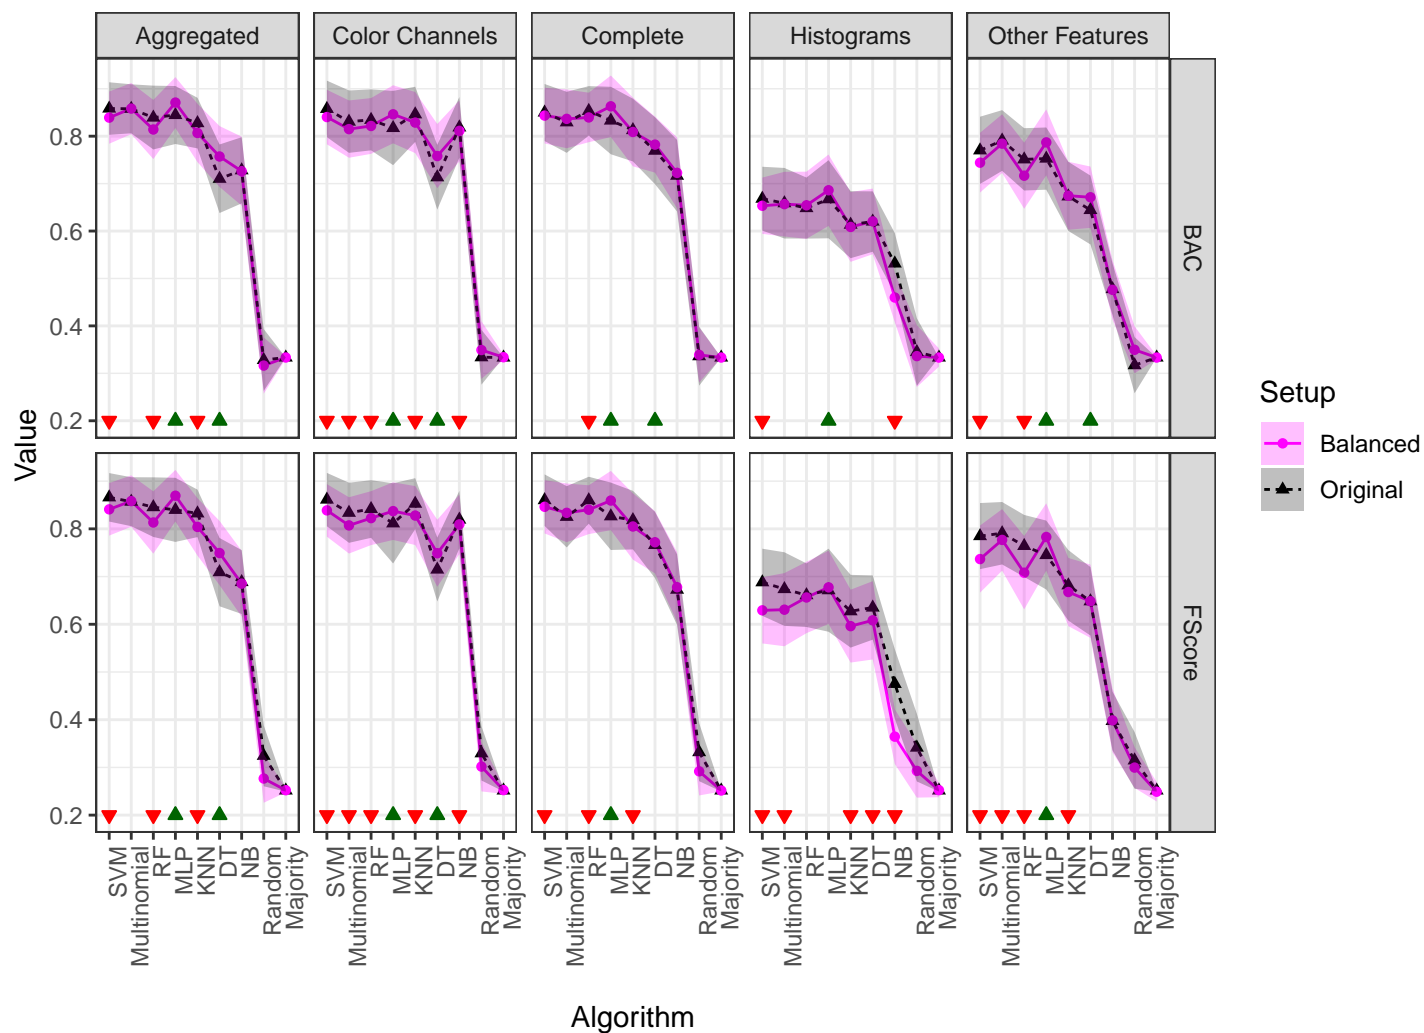 Aggregated
Color Channels
Complete
Histograms
Other Features
Value
0.8
0.6
0.4
0.2
BAC
0.8
0.6
0.4
0.2
FScore
SVM
Multinomial
RF
MLP
KNN
DT
NB
Random
Majority
SVM
Multinomial
RF
MLP
KNN
DT
NB
Random
Majority
SVM
Multinomial
RF
MLP
KNN
DT
NB
Random
Majority
SVM
Multinomial
RF
MLP
KNN
DT
NB
Random
Majority
SVM
Multinomial
RF
MLP
KNN
DT
NB
Random
Majority
Algorithm
Setup
Balanced
Original